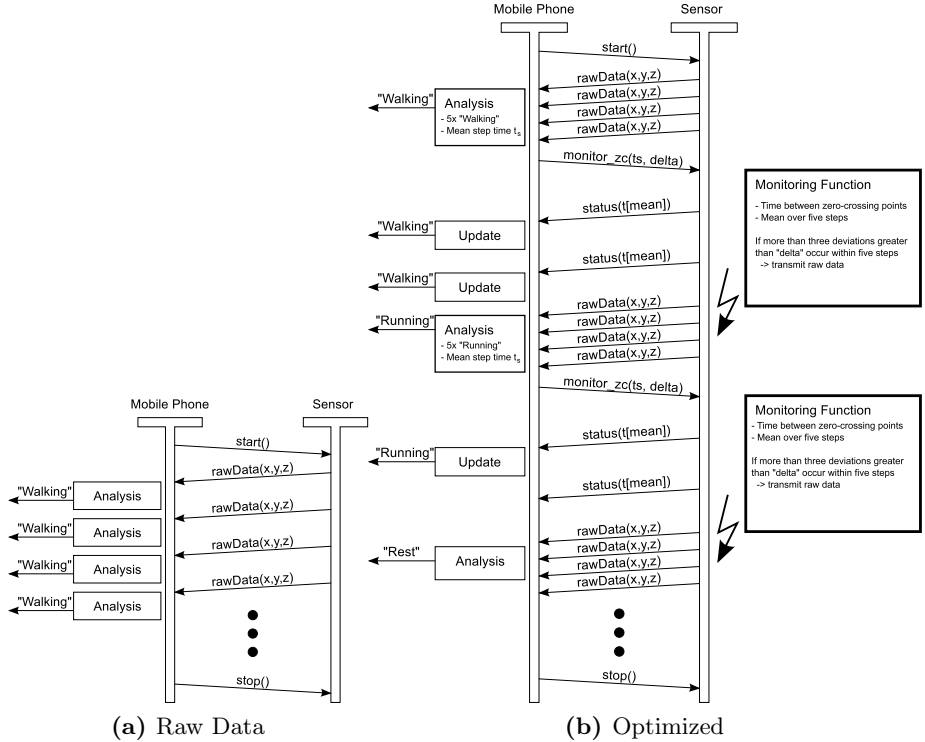 Mobile Phone
Sensor
start()
rawData(x,y,z)
rawData(x,y,z)
rawData(x,y,z)
rawData(x,y,z)
"Walking"
Analysis
- 5x "Walking"
- Mean step time ts
monitor_zc(ts, delta)
Monitoring Function
- Time between zero-crossing points
- Mean over five steps
If more than three deviations greater
than "delta" occur within five steps
-> transmit raw data
status(t[mean])
"Walking"
Update
status(t[mean])
"Walking"
Update
rawData(x,y,z)
rawData(x,y,z)
rawData(x,y,z)
rawData(x,y,z)
"Running"
Analysis
- 5x "Running"
- Mean step time ts
monitor_zc(ts, delta)
Monitoring Function
- Time between zero-crossing points
- Mean over five steps
If more than three deviations greater
than "delta" occur within five steps
-> transmit raw data
status(t[mean])
"Running"
Update
status(t[mean])
rawData(x,y,z)
rawData(x,y,z)
rawData(x,y,z)
rawData(x,y,z)
"Rest"
Analysis
stop()
Mobile Phone
Sensor
start()
rawData(x,y,z)
"Walking"
Analysis
rawData(x,y,z)
"Walking"
Analysis
rawData(x,y,z)
"Walking"
Analysis
rawData(x,y,z)
"Walking"
Analysis
stop()
(a) Raw Data
(b) Optimized